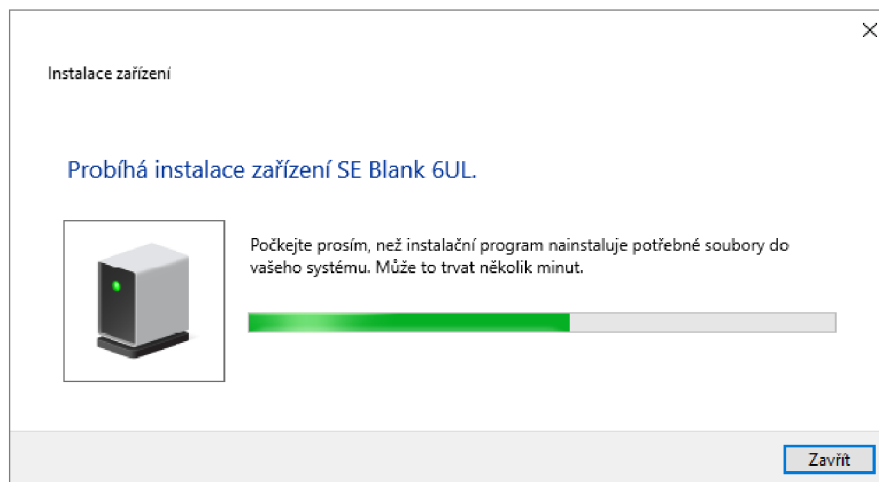 Instalace zařízení
Probíhá instalace zařízení SE Blank 6UL.
Počkejte prosím, než instalační program nainstaluje potřebné soubory do
vašeho systému. Může to trvat několik minut.
Zavřít